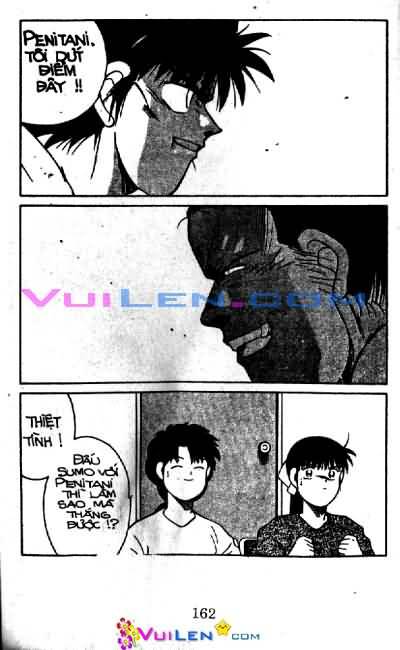 PENITANI,
TÔI DỨT
ĐIỂM
ĐÂY !!
VUILEN.COM
THIỆT
TÌNH !
ĐẤU
SUMO VỚI
PENITANI
THÌ LÀM
SAO MÀ
THẮNG
ĐƯỢC !?
162
VUILEN.COM